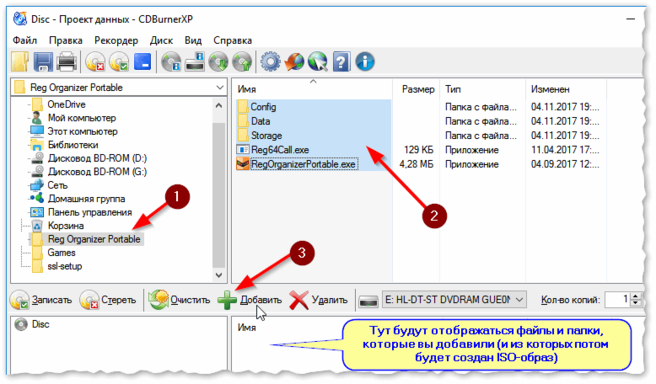 Disc - Проект данных - CDBurnerXP
Файл Правка Рекордер Диск Вид Справка
Reg Organizer Portable
OneDrive
Мой компьютер
Этот компьютер
Библиотеки
Дисковод BD-ROM (D:)
Дисковод BD-ROM (G:)
Сеть
Домашняя группа
Панель управления
Корзина
Reg Organizer Portable
Games
ssl-setup
1
Имя Размер Тип Изменен
Config Папка с файла... 04.11.2017 19:...
Data Папка с файла... 04.11.2017 19:...
Storage Папка с файла... 04.11.2017 19:...
Reg64Call.exe 129 КБ Приложение 11.04.2017 17:...
RegOrganizerPortable.exe 4,28 МБ Приложение 04.09.2017 12:...
2
3
Записать Стереть Очистить Добавить Удалить E: HL-DT-ST DVDRAM GUE0N Кол-во копий: 1
Disc
Имя
Тут будут отображаться файлы и папки,
которые вы добавили (и из которых потом
будет создан ISO-образ)